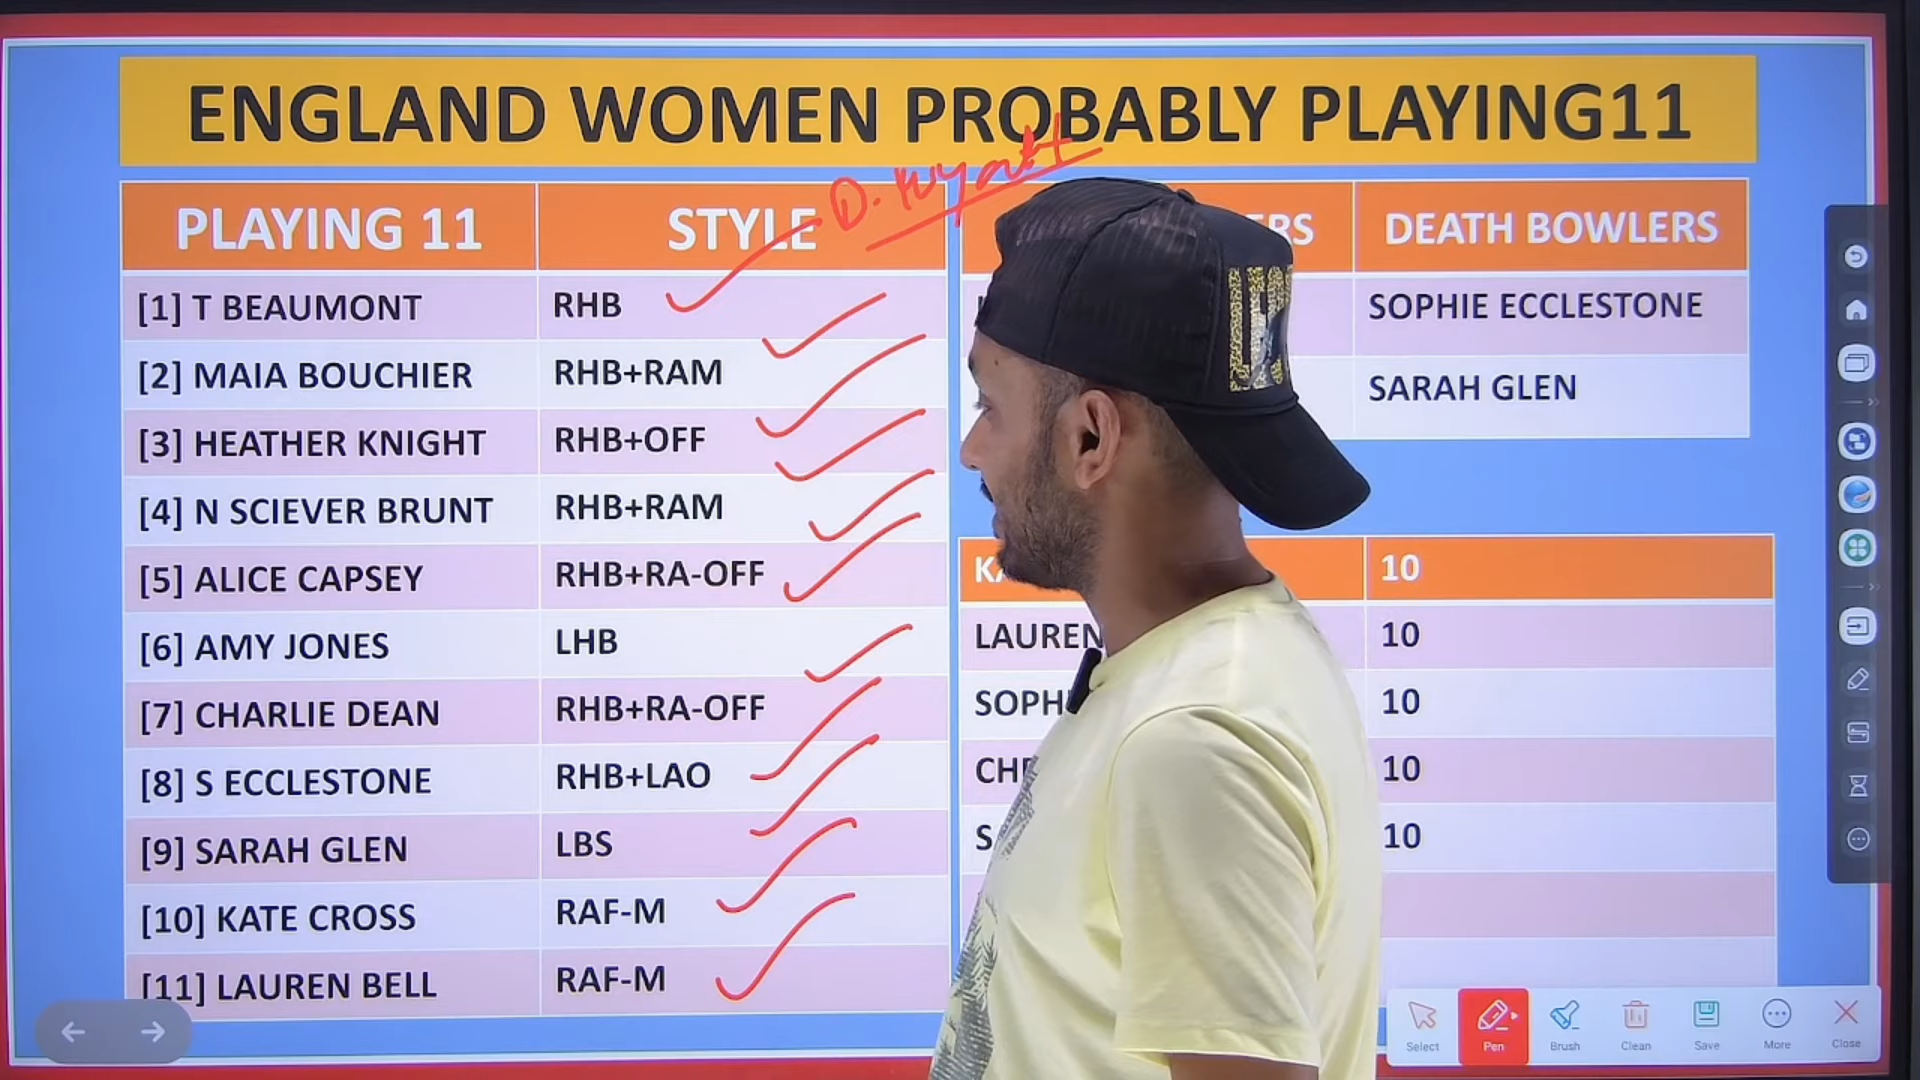 ENGLAND WOMEN PROBABLY PLAYING11
D. Wyatt
PLAYING 11 STYLE
[1] T BEAUMONT RHB
[2] MAIA BOUCHIER RHB+RAM
[3] HEATHER KNIGHT RHB+OFF
[4] N SCIEVER BRUNT RHB+RAM
[5] ALICE CAPSEY RHB+RA-OFF
[6] AMY JONES LHB
[7] CHARLIE DEAN RHB+RA-OFF
[8] S ECCLESTONE RHB+LAO
[9] SARAH GLEN LBS
[10] KATE CROSS RAF-M
[11] LAUREN BELL RAF-M
DEATH BOWLERS
SOPHIE ECCLESTONE
SARAH GLEN
10
LAUREN 10
10
10
10
Select Pen Brush Clean Save More Close